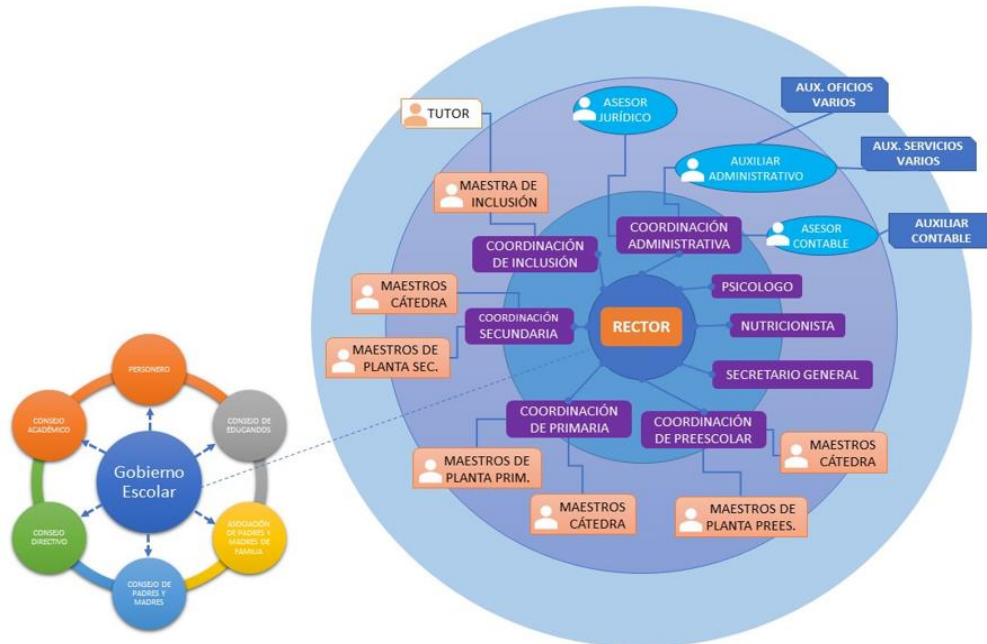 AUX. OFICIOS
VARIOS
ASESOR
JURÍDICO
TUTOR
AUX. SERVICIOS
VARIOS
AUXILIAR
ADMINISTRATIVO
MAESTRA DE
INCLUSIÓN
COORDINACIÓN
ADMINISTRATIVA
ASESOR
CONTABLE
AUXILIAR
CONTABLE
COORDINACIÓN
DE INCLUSIÓN
MAESTROS
CÁTEDRA
PSICOLOGO
COORDINACIÓN
SECUNDARIA
RECTOR
NUTRICIONISTA
MAESTROS DE
PLANTA SEC.
SECRETARIO GENERAL
COORDINACIÓN
DE PRIMARIA
COORDINACIÓN
DE PREESCOLAR
MAESTROS
CÁTEDRA
MAESTROS DE
PLANTA PRIM.
MAESTROS
CÁTEDRA
MAESTROS DE
PLANTA PREES.
PERSONERO
CONSEJO
ACADÉMICO
CONSEJO DE
EDUCANDOS
Gobierno
Escolar
CONSEJO
DIRECTIVO
ASOCIACIÓN
DE PADRES Y
MADRES DE
FAMILIA
CONSEJO DE
PADRES Y
MADRES